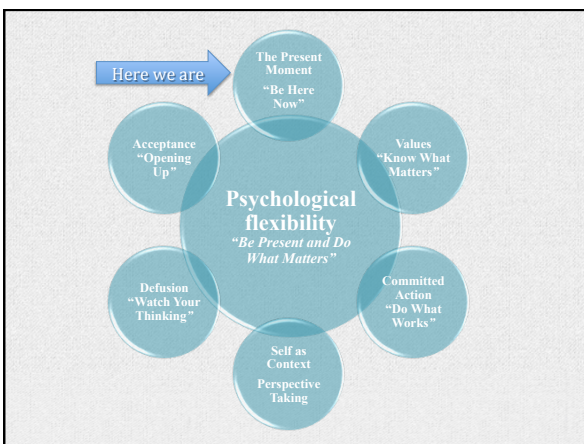 Here we are
The Present
Moment
“Be Here
Now”
Acceptance
“Opening
Up”
Values
“Know What
Matters”
Psychological
flexibility
“Be Present and Do
What Matters”
Defusion
“Watch Your
Thinking”
Committed
Action
“Do What
Works”
Self as
Context
Perspective
Taking